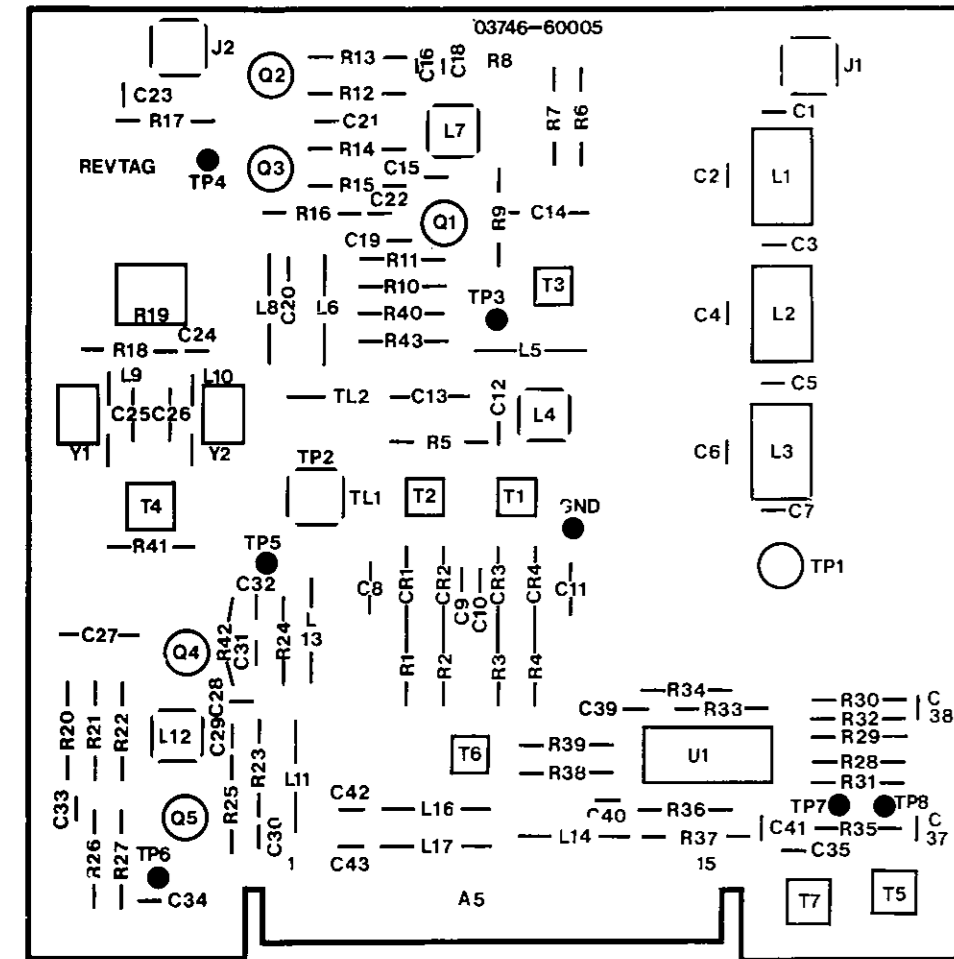 03746-60005
J2
R13
C16
C18
R8
J1
Q2
C23
R12
R7
R6
C1
R17
C21
L7
R14
REVTAG
TP4
Q3
C15
C2
L1
R15
C22
R16
Q1
R9
C14
C19
C3
R11
L8
C20
L6
R10
T3
TP3
R19
R40
C4
L2
C24
R43
R18
L5
L9
L10
C5
TL2
C13
C12
L4
C25
C26
R5
Y1
Y2
C6
L3
TP2
T4
TL1
T2
T1
GND
C7
R41
TP5
TP1
C32
C8
CR1
CR2
C9
C10
CR3
CR4
C11
C27
Q4
R42
C31
R24
L
13
R1
R2
R3
R4
C28
R34
R30
C
38
C39
R33
R32
R20
R21
R22
L12
C29
R29
R23
T6
R39
U1
R28
R38
R31
L11
C33
Q5
R25
C42
L16
C40
R36
TP7
TP8
C30
L14
R37
C41
R35
C
37
R26
R27
TP6
1
C43
L17
15
C35
C34
A5
T7
T5